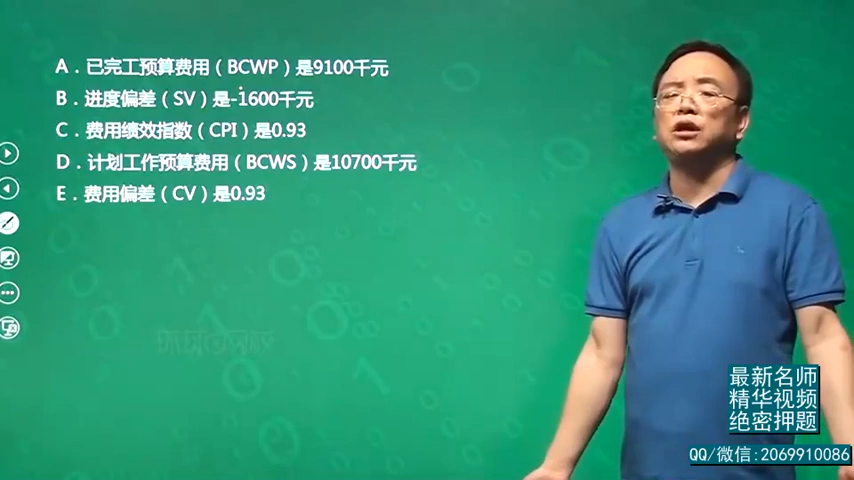 A．已完工预算费用（BCWP）是9100千元
B．进度偏差（SV）是-1600千元
C．费用绩效指数（CPI）是0.93
D．计划工作预算费用（BCWS）是10700千元
E．费用偏差（CV）是0.93
最新名师
精华视频
绝密押题
QQ/微信:2069910086